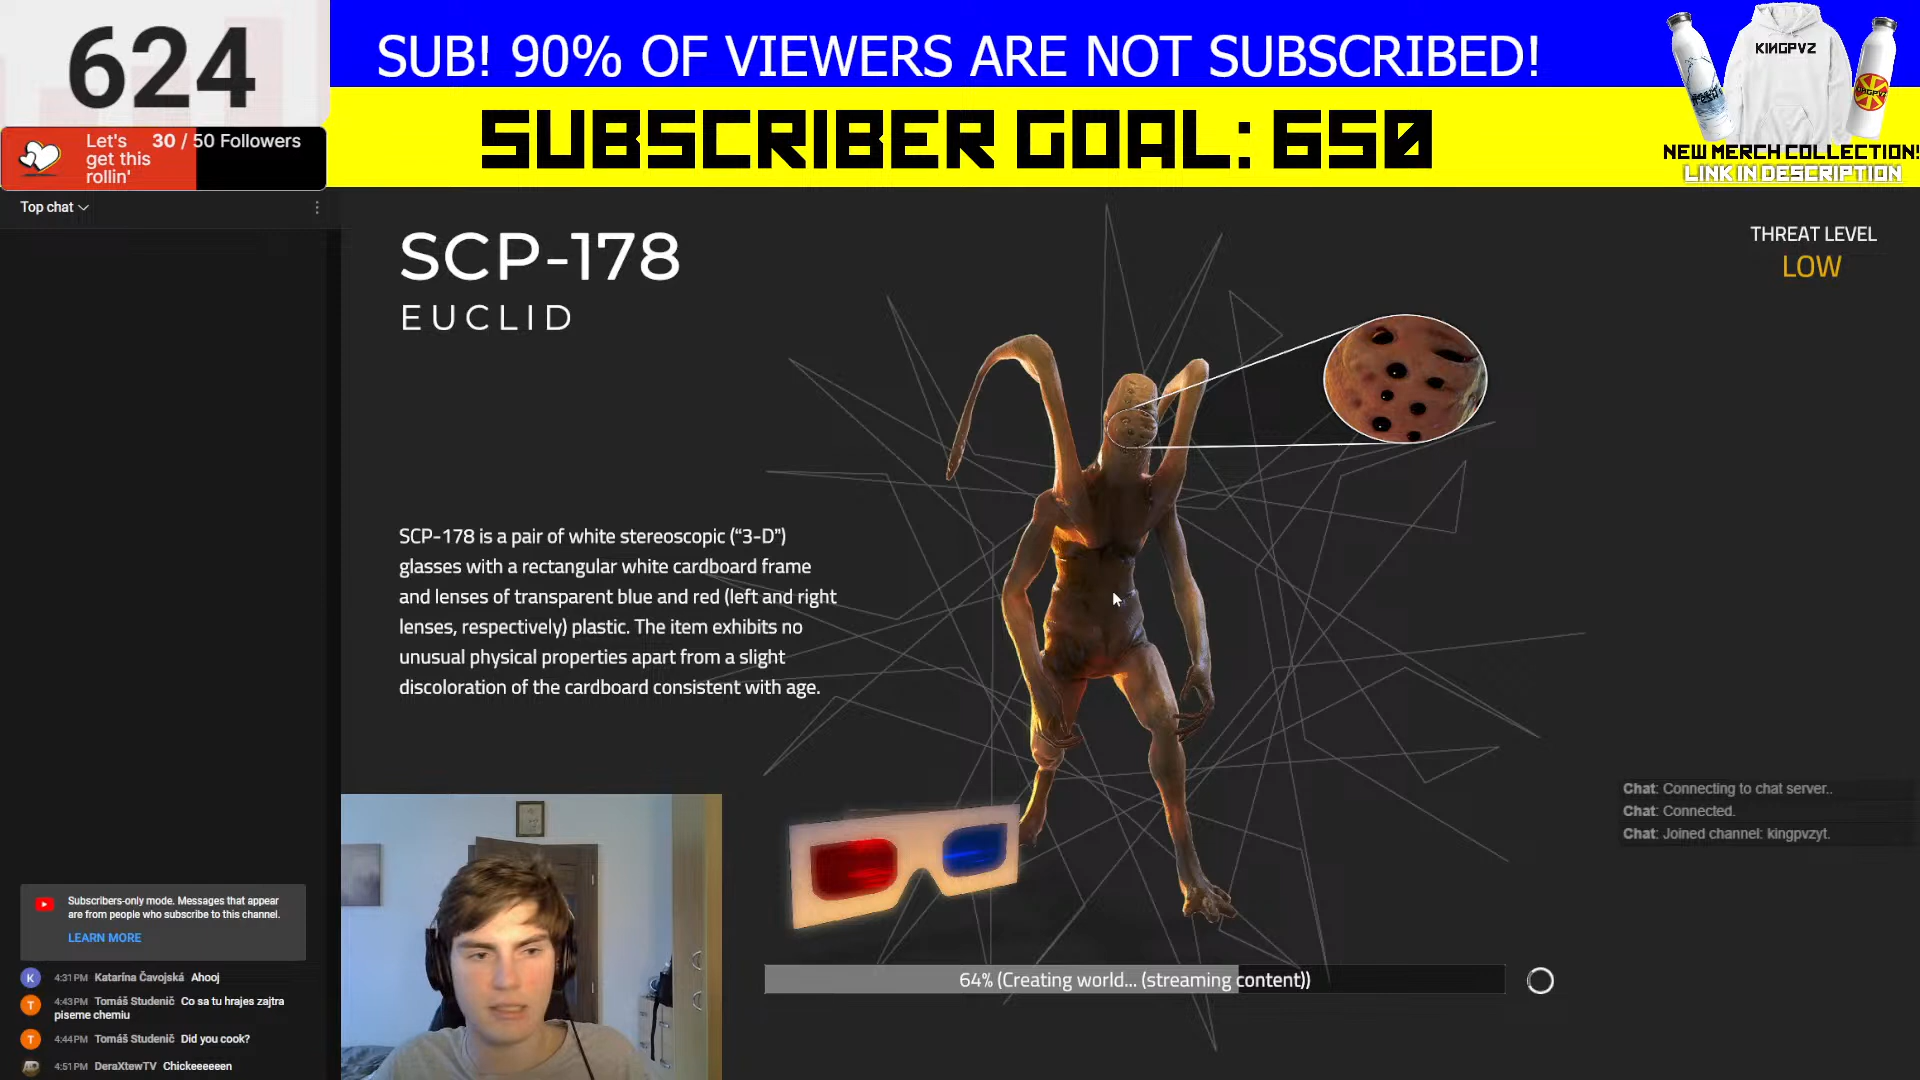 624
Let's get this rollin'
30 / 50 Followers
SUB! 90% OF VIEWERS ARE NOT SUBSCRIBED!
SUBSCRIBER GOAL: 650
KINGPVZ
NEW MERCH COLLECTION!
LINK IN DESCRIPTION
Top chat
SCP-178
EUCLID
THREAT LEVEL
LOW
SCP-178 is a pair of white stereoscopic (“3-D”)
glasses with a rectangular white cardboard frame
and lenses of transparent blue and red (left and right
lenses, respectively) plastic. The item exhibits no
unusual physical properties apart from a slight
discoloration of the cardboard consistent with age.
Chat: Connecting to chat server..
Chat: Connected.
Chat: Joined channel: kingpvzyt.
64% (Creating world... (streaming content))
Subscribers-only mode. Messages that appear
are from people who subscribe to this channel.
LEARN MORE
K 4:31 PM Katarína Čavojská Ahooj
T 4:43 PM Tomáš Studenič Co sa tu hrajes zajtra
piseme chemiu
T 4:44 PM Tomáš Studenič Did you cook?
4:51 PM DeraXtewTV Chickeeeeeen